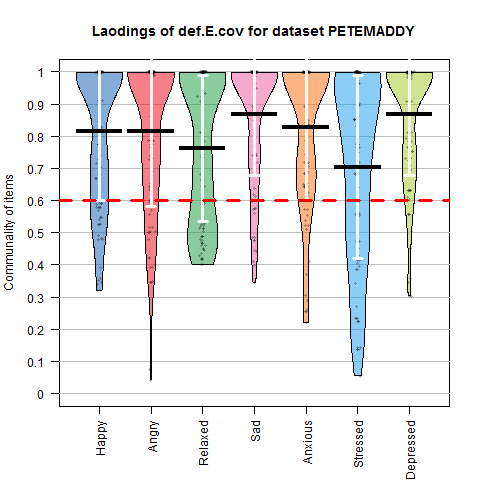 Laodings of def.E.cov for dataset PETEMADDY
Communality of items
1
0.9
0.8
0.7
0.6
0.5
0.4
0.3
0.2
0.1
0
Happy
Angry
Relaxed
Sad
Anxious
Stressed
Depressed